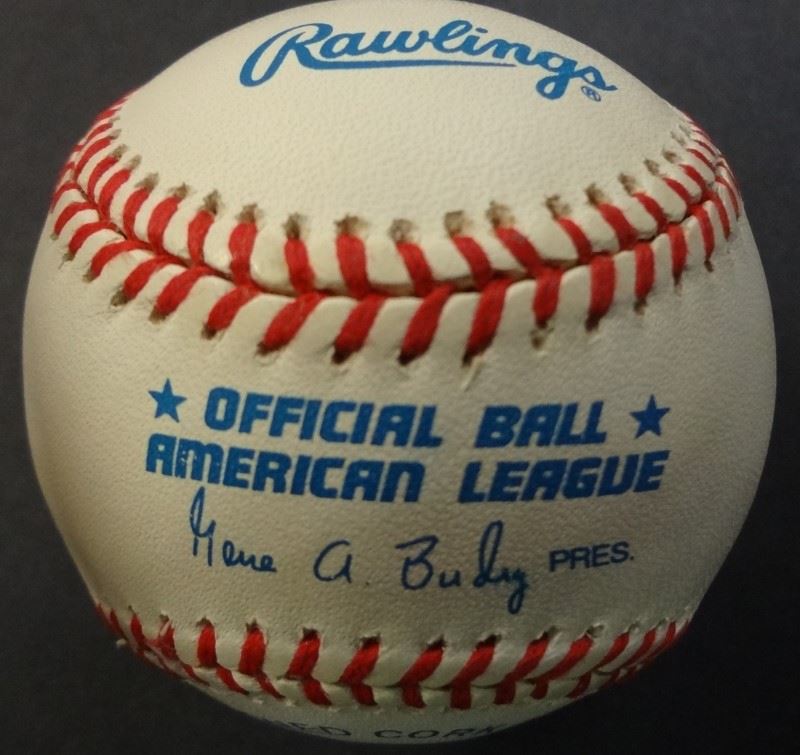 Rawlings ®
★ OFFICIAL BALL ★
AMERICAN LEAGUE
Gene A. Budig PRES.